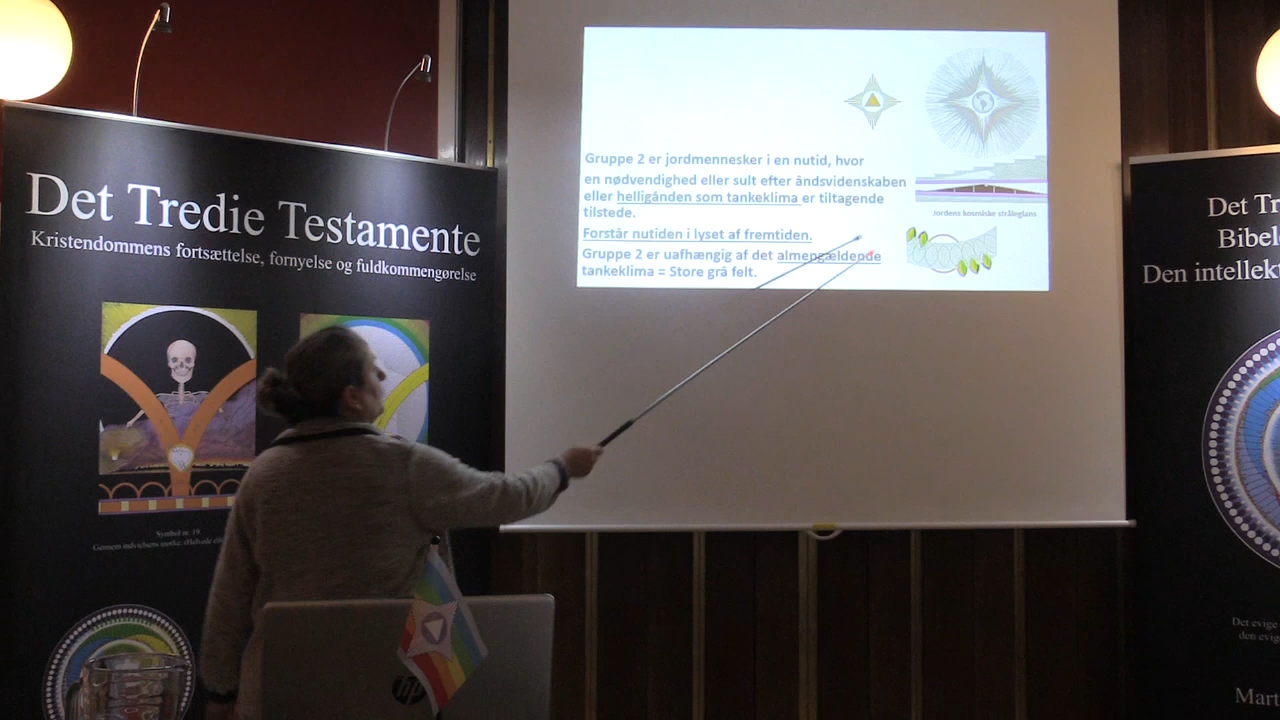 Det Tredie Testamente
Kristendommens fortsættelse, fornyelse og fuldkommengørelse
Symbol nr. 19
Gennem indvielsens mørke. (Helvede
hp
Gruppe 2 er jordmennesker i en nutid, hvor
en nødvendighed eller sult efter åndsvidenskaben
eller helligånden som tankeklima er tiltagende
tilstede.
Forstår nutiden i lyset af fremtiden.
Gruppe 2 er uafhængig af det almengældende
tankeklima = Store grå felt.
Jordens kosmiske stråleglans
Det Tr
Bibel
Den intellekt
Det evige
den evig
Mart